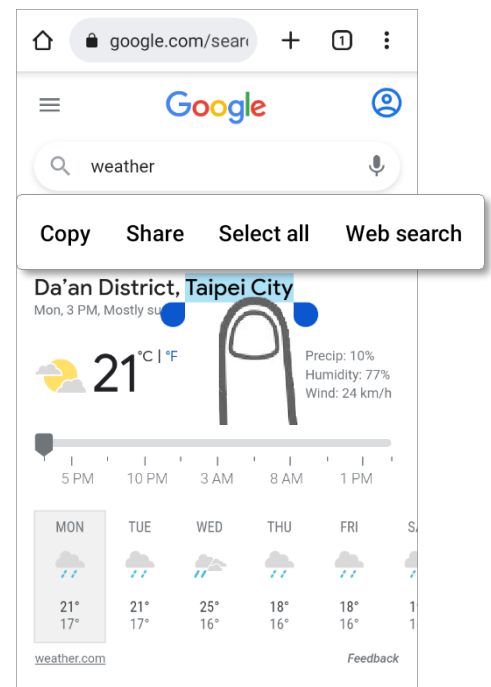 google.com/sear
1
Google
weather
Copy Share Select all Web search
Da’an District, Taipei City
Mon, 3 PM, Mostly su
21 °C | °F
Precip: 10%
Humidity: 77%
Wind: 24 km/h
5 PM 10 PM 3 AM 8 AM 1 PM
MON TUE WED THU FRI
21° 21° 25° 18° 18°
17° 17° 16° 16° 16°
weather.com Feedback